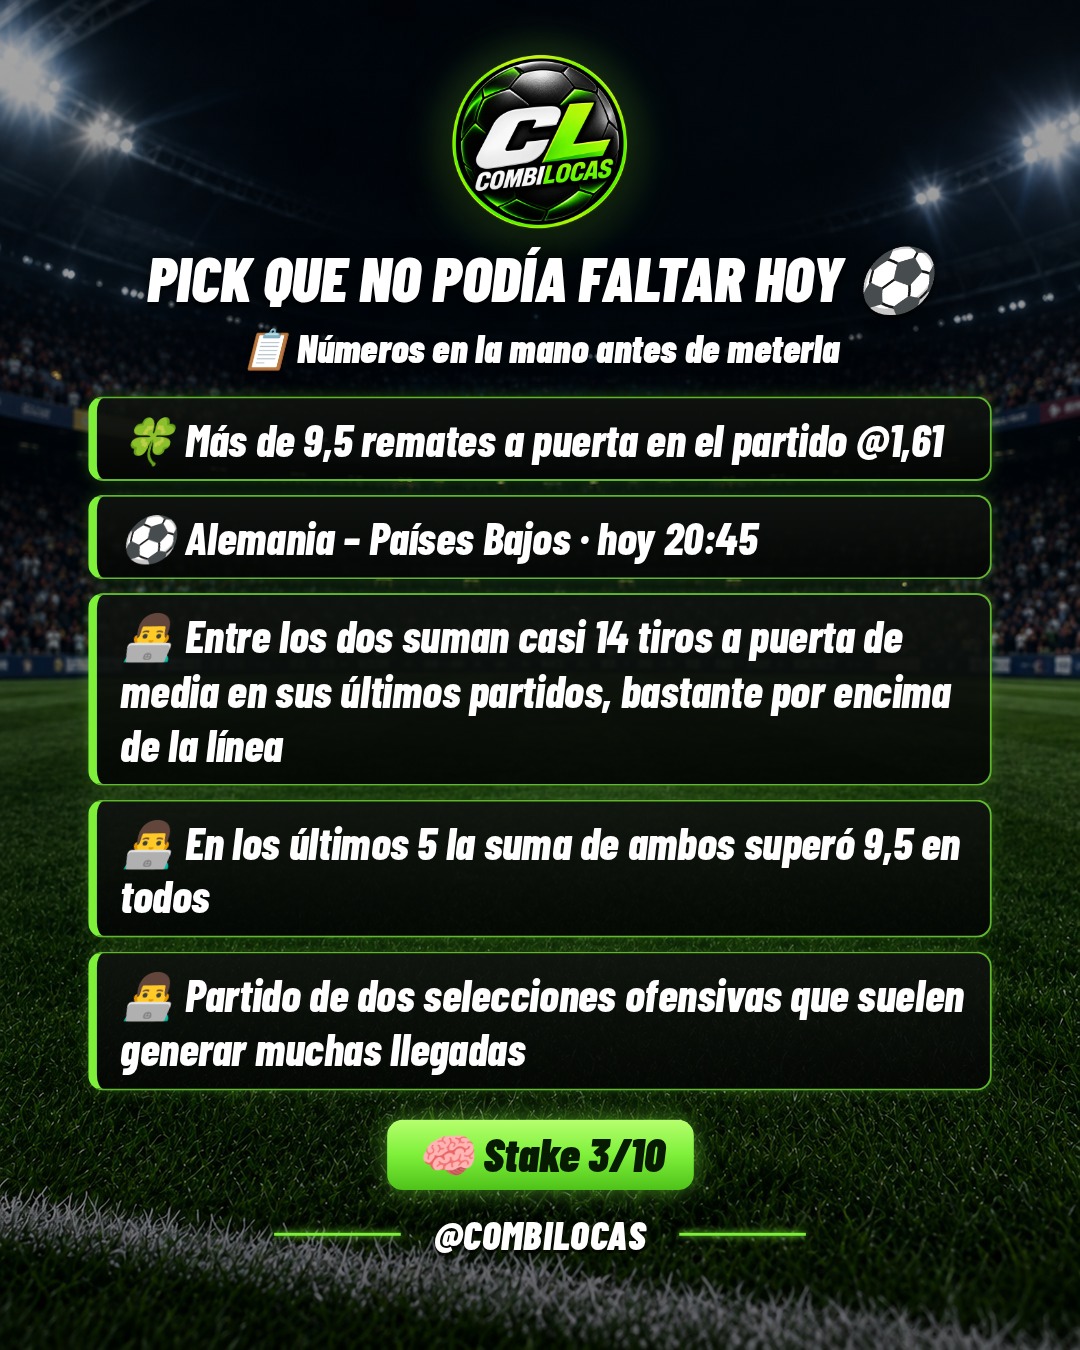 CL
COMBILOCAS
PICK QUE NO PODÍA FALTAR HOY ⚽
📋 Números en la mano antes de meterla
🍀 Más de 9,5 remates a puerta en el partido @1,61
⚽ Alemania – Países Bajos · hoy 20:45
👨‍💻 Entre los dos suman casi 14 tiros a puerta de
media en sus últimos partidos, bastante por encima
de la línea
👨‍💻 En los últimos 5 la suma de ambos superó 9,5 en
todos
👨‍💻 Partido de dos selecciones ofensivas que suelen
generar muchas llegadas
🧠 Stake 3/10
@COMBILOCAS